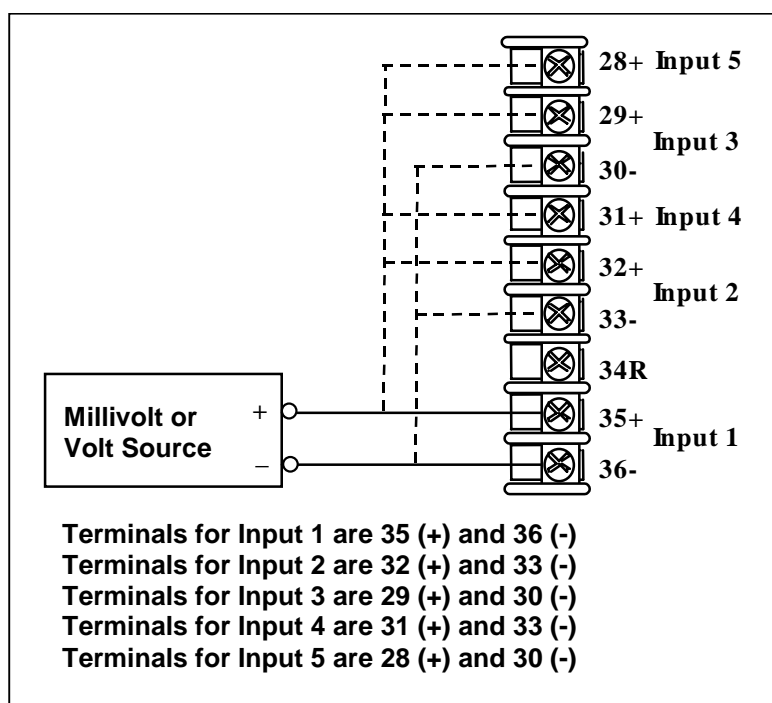 28+ Input 5
29+
Input 3
30-
31+ Input 4
32+
Input 2
33-
34R
Millivolt or
Volt Source
+
–
35+
Input 1
36-
Terminals for Input 1 are 35 (+) and 36 (-)
Terminals for Input 2 are 32 (+) and 33 (-)
Terminals for Input 3 are 29 (+) and 30 (-)
Terminals for Input 4 are 31 (+) and 33 (-)
Terminals for Input 5 are 28 (+) and 30 (-)